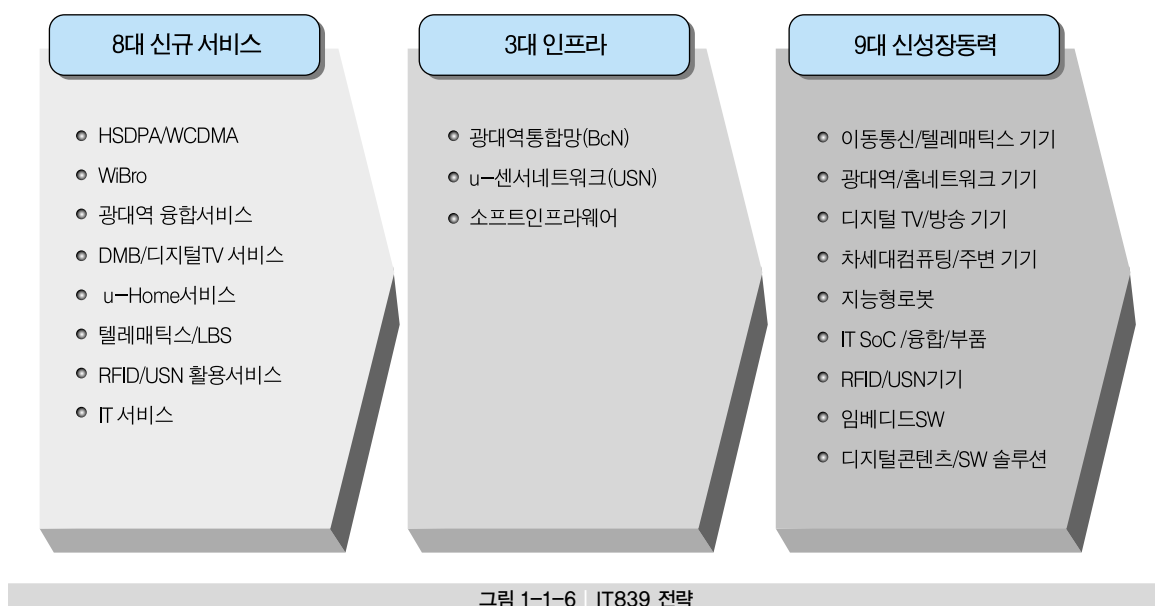 8대 신규 서비스
HSDPA/WCDMA
WiBro
광대역 융합서비스
DMB/디지털TV 서비스
u-Home서비스
텔레매틱스/LBS
RFID/USN 활용서비스
IT 서비스
3대 인프라
광대역통합망(BcN)
u-센서네트워크(USN)
소프트인프라웨어
9대 신성장동력
이동통신/텔레매틱스 기기
광대역/홈네트워크 기기
디지털 TV/방송 기기
차세대컴퓨팅/주변 기기
지능형로봇
IT SoC /융합/부품
RFID/USN기기
임베디드SW
디지털콘텐츠/SW 솔루션
그림 1-1-6 | IT839 전략